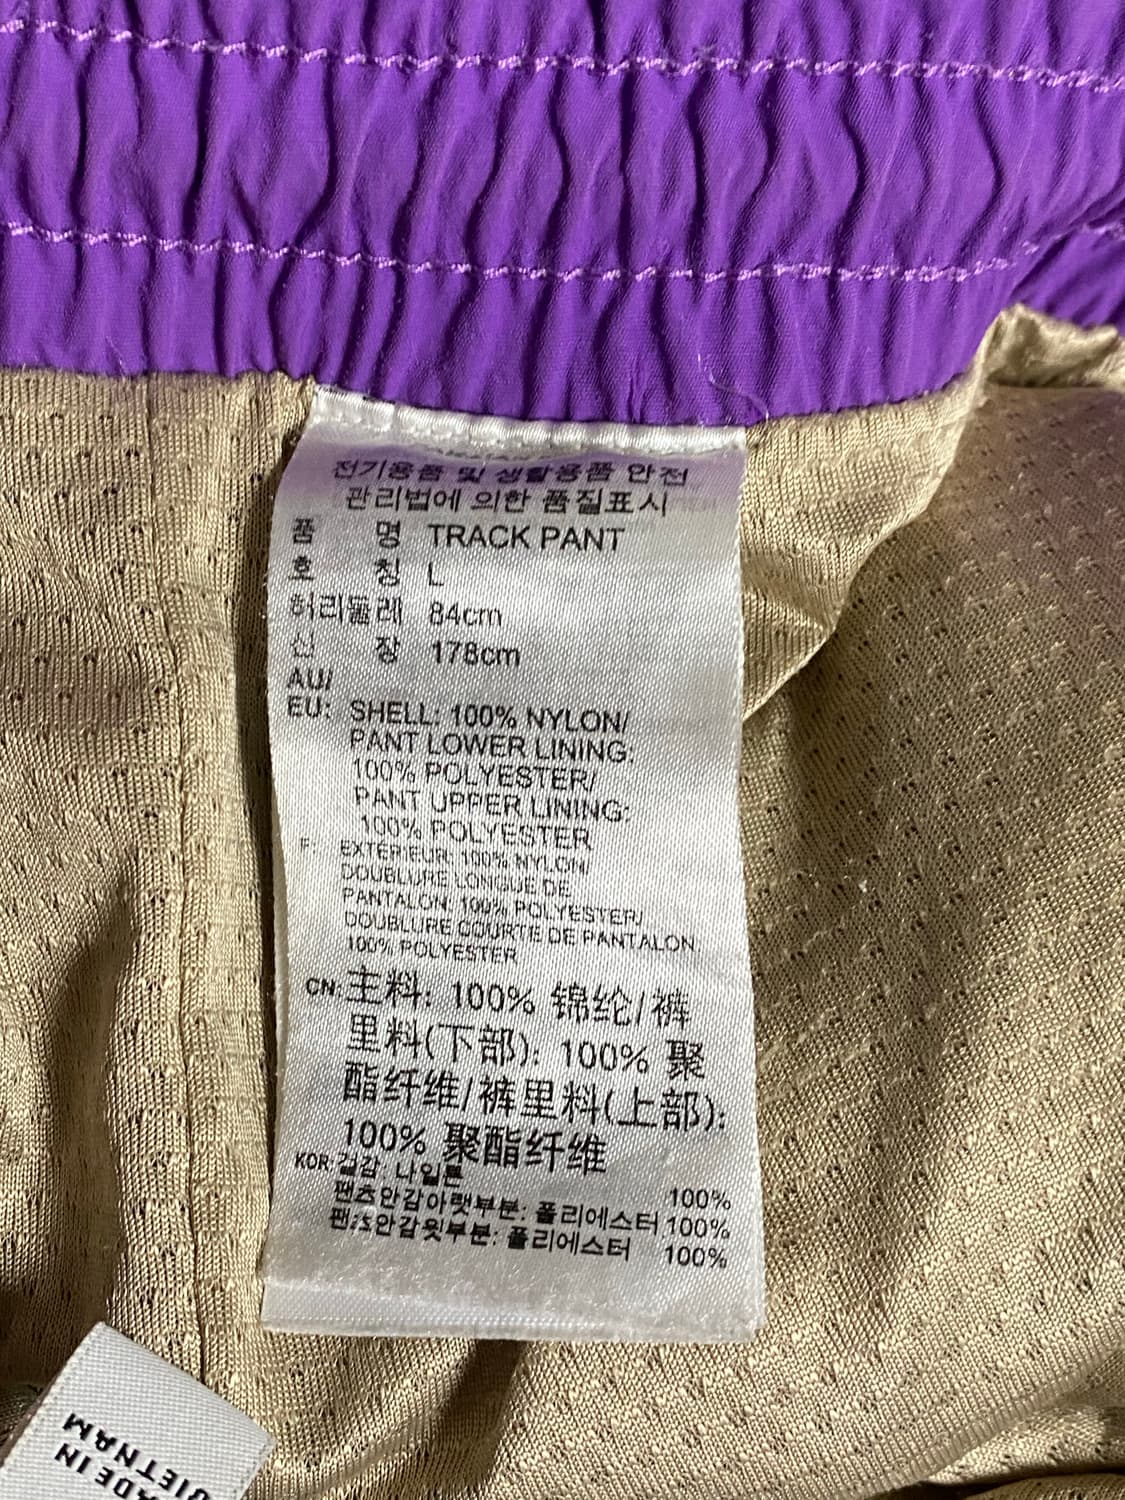 전기용품 및 생활용품 안전
관리법에 의한 품질표시
품 명 TRACK PANT
호 칭 L
허리둘레 84cm
신 장 178cm
AU/
EU: SHELL: 100% NYLON/
PANT LOWER LINING:
100% POLYESTER/
PANT UPPER LINING:
100% POLYESTER
F: EXTERIEUR: 100% NYLON/
DOUBLURE LONGUE DE
PANTALON: 100% POLYESTER/
DOUBLURE COURTE DE PANTALON
100% POLYESTER
CN: 主料: 100% 锦纶/裤
里料(下部): 100% 聚
酯纤维/裤里料(上部):
100% 聚酯纤维
KOR: 겉감: 나일론 100%
팬츠안감아랫부분: 폴리에스터 100%
팬츠안감윗부분: 폴리에스터 100%
MADE IN
VIETNAM